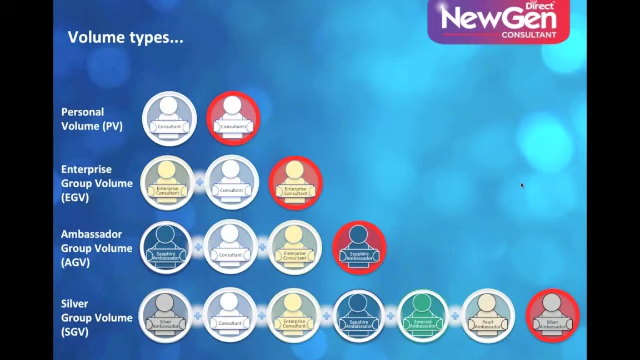 Volume types...
Direct
NewGen
CONSULTANT
Personal
Volume (PV)
Consultant
Consultant
Enterprise
Group Volume
(EGV)
Enterprise
Consultant
Consultant
Enterprise
Consultant
Ambassador
Group Volume
(AGV)
Sapphire
Ambassador
Consultant
Enterprise
Consultant
Sapphire
Ambassador
Silver
Group Volume
(SGV)
Silver
Ambassador
Consultant
Enterprise
Consultant
Sapphire
Ambassador
Emerald
Ambassador
Pearl
Ambassador
Silver
Ambassador